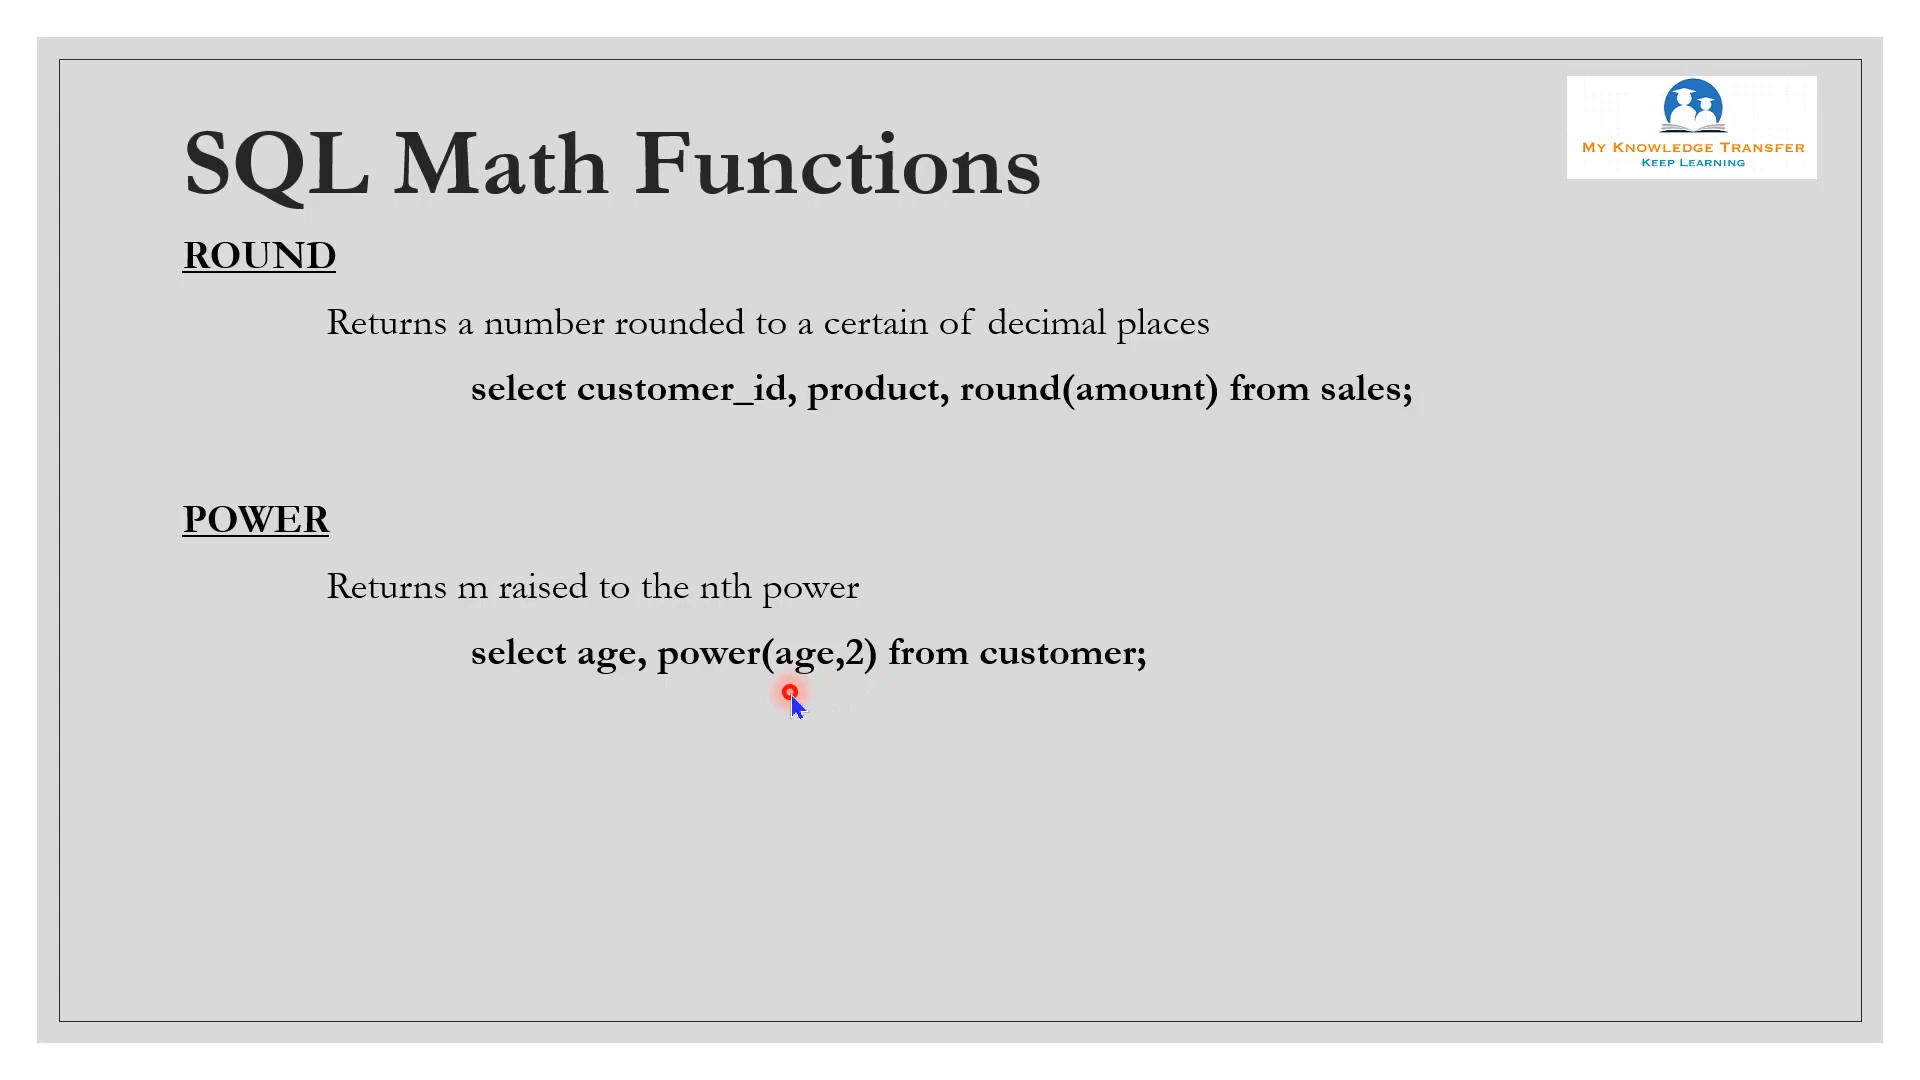 SQL Math Functions
MY KNOWLEDGE TRANSFER
KEEP LEARNING
ROUND
Returns a number rounded to a certain of decimal places
select customer_id, product, round(amount) from sales;
POWER
Returns m raised to the nth power
select age, power(age,2) from customer;